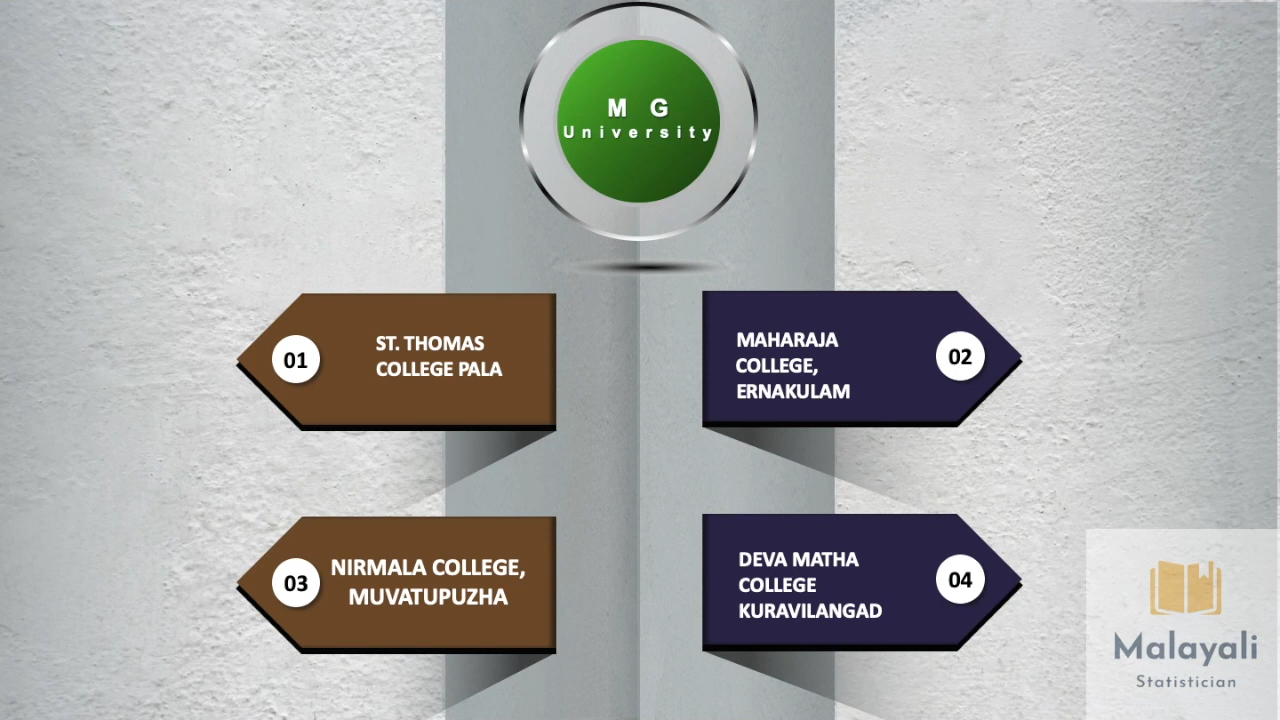 M G
University
01
ST. THOMAS
COLLEGE PALA
MAHARAJA
COLLEGE,
ERNAKULAM
02
03
NIRMALA COLLEGE,
MUVATUPUZHA
DEVA MATHA
COLLEGE
KURAVILANGAD
04
Malayali
Statistician